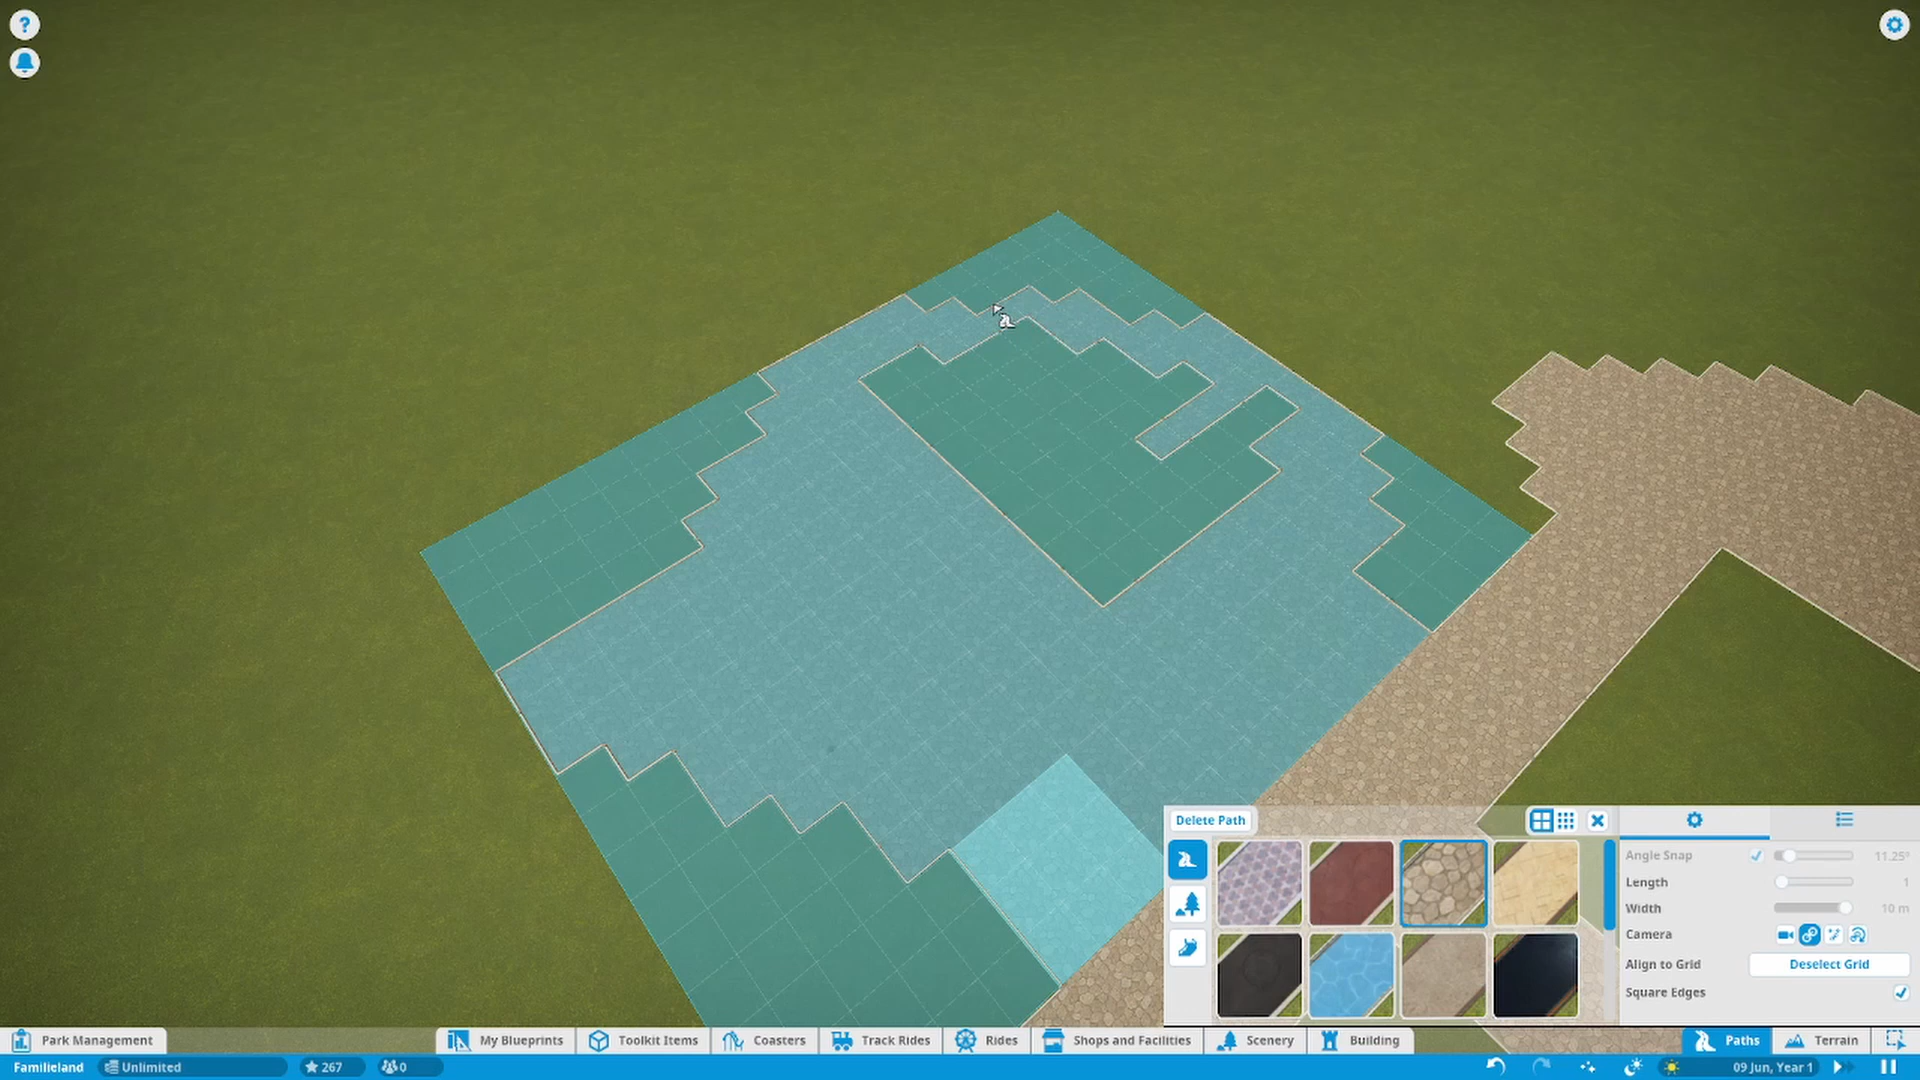 ?
Delete Path
Angle Snap 11.25°
Length 1
Width 10 m
Camera
Align to Grid Deselect Grid
Square Edges
Park Management My Blueprints Toolkit Items Coasters Track Rides Rides Shops and Facilities Scenery Building Paths Terrain
Familieland Unlimited 267 0 09 Jun, Year 1